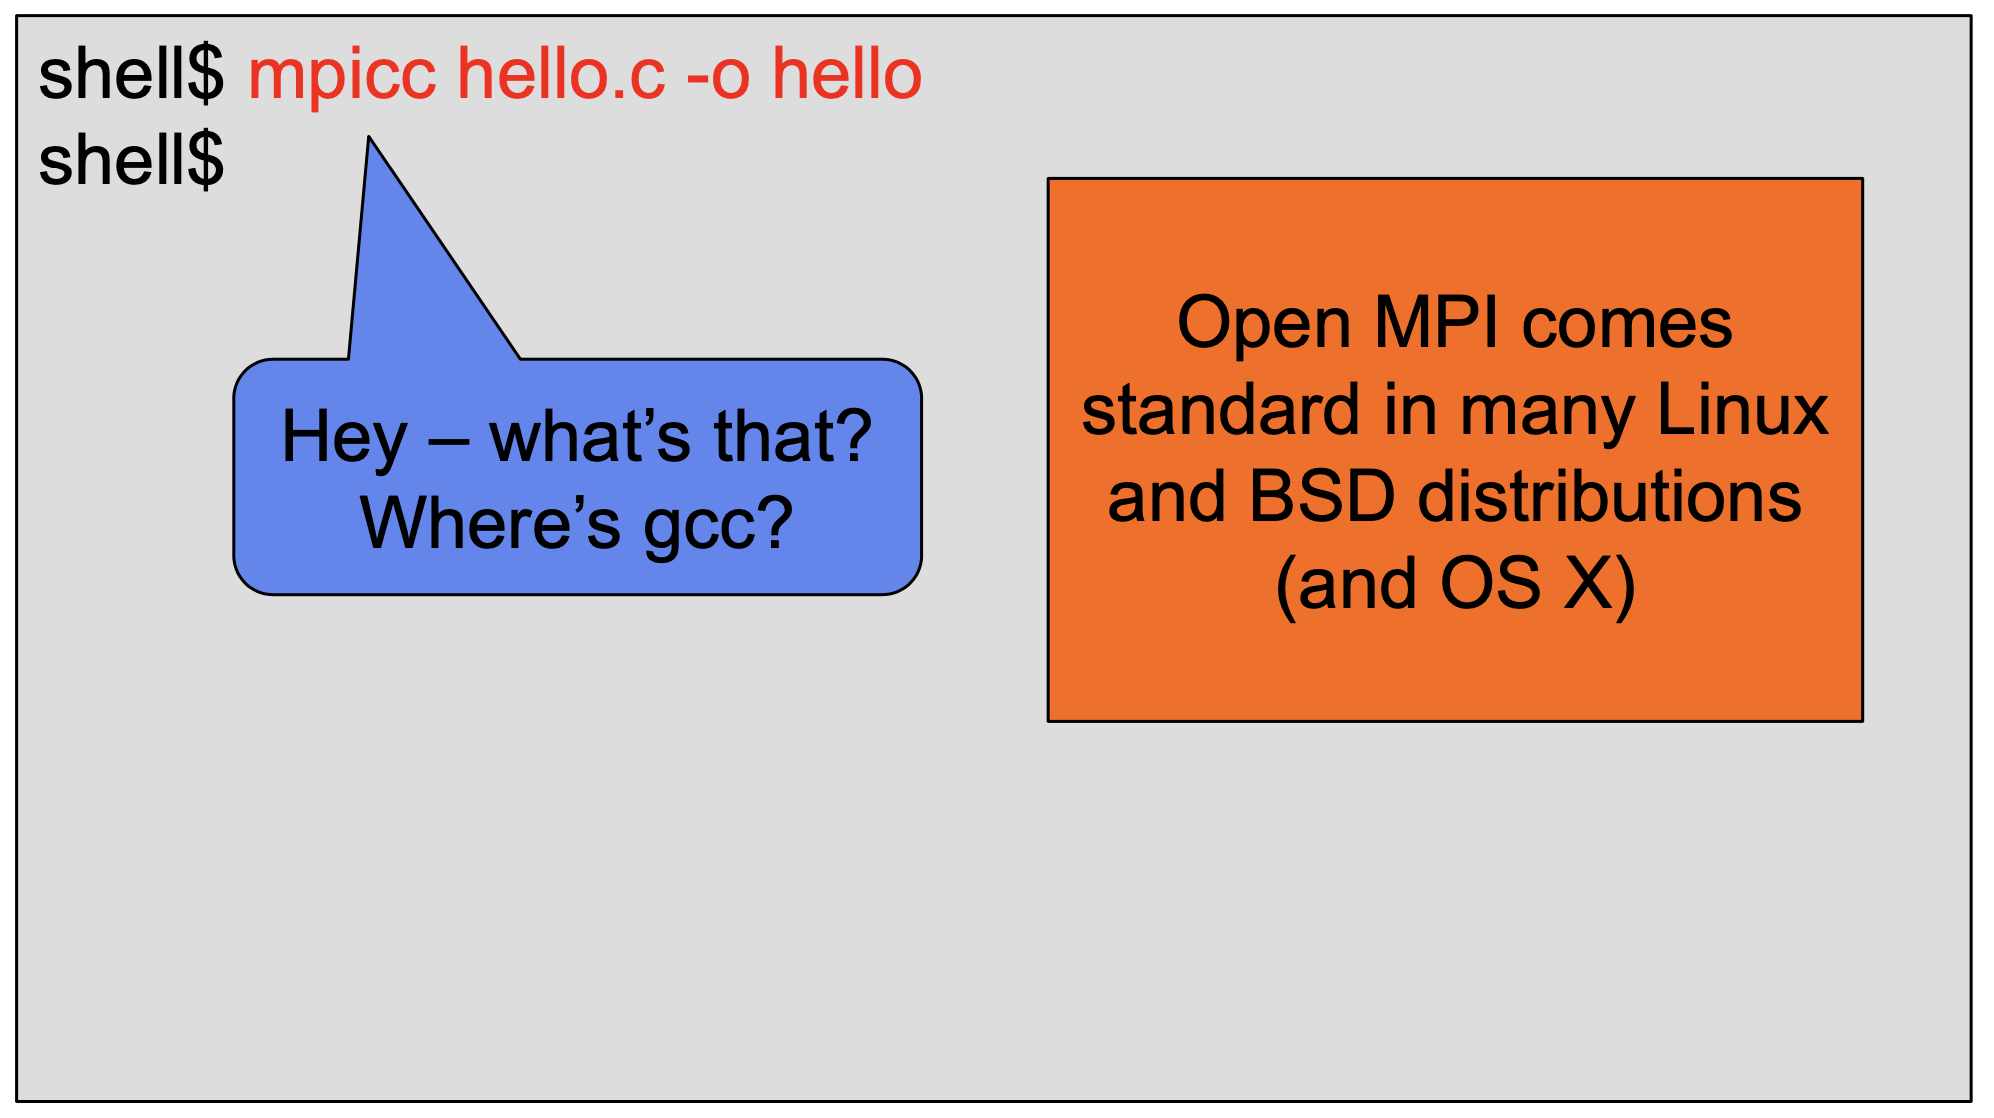 shell$ mpicc hello.c -o hello
shell$
Hey – what’s that?
Where’s gcc?
Open MPI comes
standard in many Linux
and BSD distributions
(and OS X)